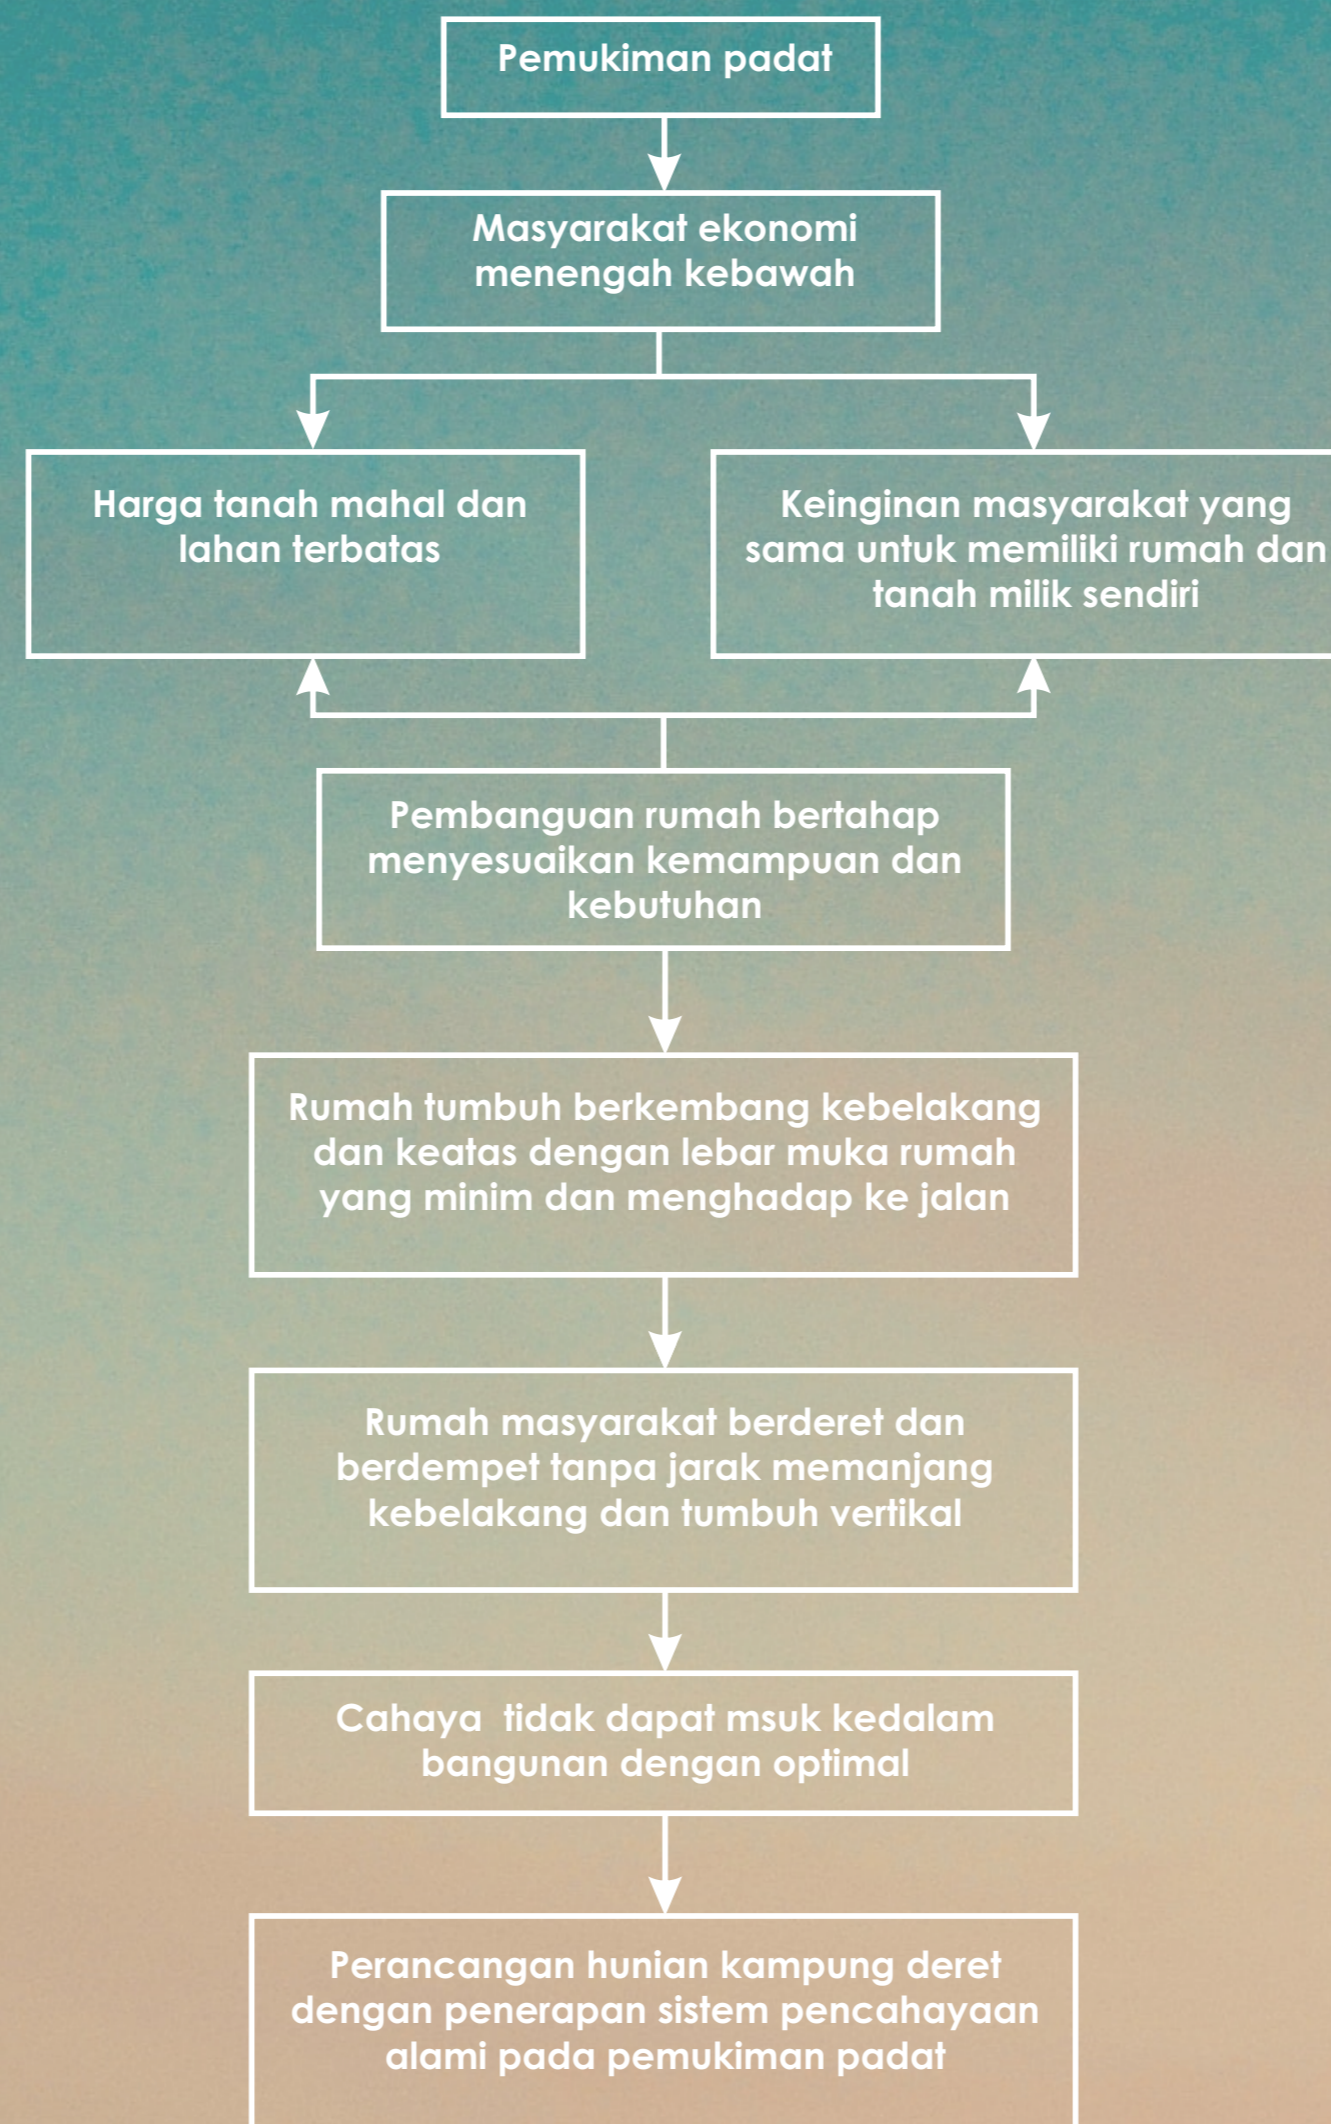 Pemukiman padat
Masyarakat ekonomi
menengah kebawah
Harga tanah mahal dan
lahan terbatas
Keinginan masyarakat yang
sama untuk memiliki rumah dan
tanah milik sendiri
Pembanguan rumah bertahap
menyesuaikan kemampuan dan
kebutuhan
Rumah tumbuh berkembang kebelakang
dan keatas dengan lebar muka rumah
yang minim dan menghadap ke jalan
Rumah masyarakat berderet dan
berdempet tanpa jarak memanjang
kebelakang dan tumbuh vertikal
Cahaya  tidak dapat msuk kedalam
bangunan dengan optimal
Perancangan hunian kampung deret
dengan penerapan sistem pencahayaan
alami pada pemukiman padat